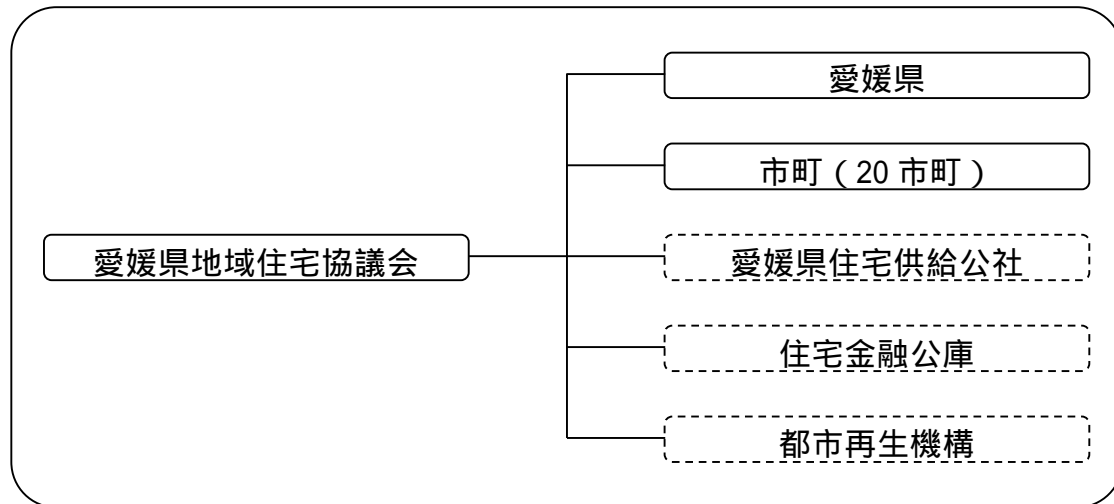 愛媛県
市町（20 市町）
愛媛県地域住宅協議会
愛媛県住宅供給公社
住宅金融公庫
都市再生機構